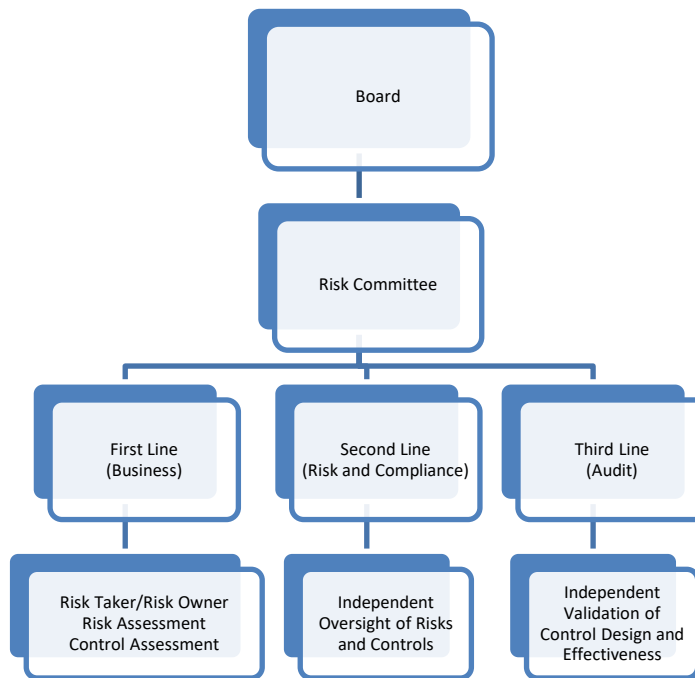 Board
Risk Committee
First Line
(Business)
Second Line
(Risk and Compliance)
Third Line
(Audit)
Risk Taker/Risk Owner
Risk Assessment
Control Assessment
Independent
Oversight of Risks
and Controls
Independent
Validation of
Control Design and
Effectiveness